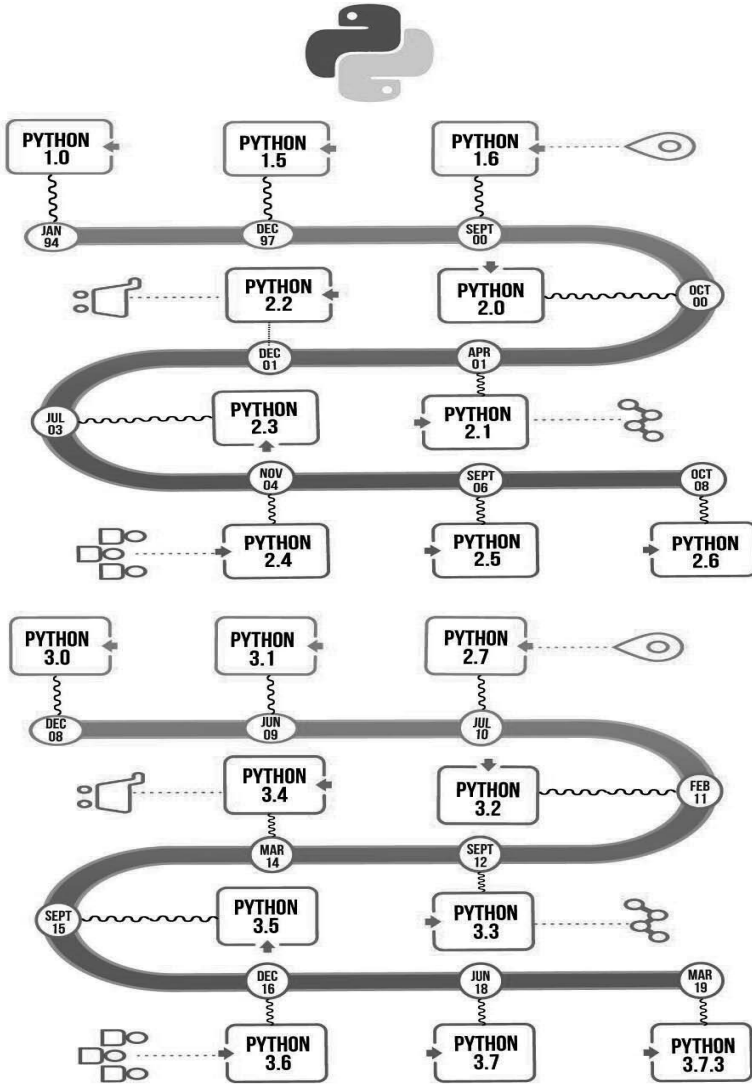 PYTHON
1.0
PYTHON
1.5
PYTHON
1.6
JAN
94
DEC
97
SEPT
00
PYTHON
2.2
PYTHON
2.0
OCT
00
DEC
01
APR
01
JUL
03
PYTHON
2.3
PYTHON
2.1
NOV
04
SEPT
06
OCT
08
PYTHON
2.4
PYTHON
2.5
PYTHON
2.6
PYTHON
3.0
PYTHON
3.1
PYTHON
2.7
DEC
08
JUN
09
JUL
10
PYTHON
3.4
PYTHON
3.2
FEB
11
MAR
14
SEPT
12
SEPT
15
PYTHON
3.5
PYTHON
3.3
DEC
16
JUN
18
MAR
19
PYTHON
3.6
PYTHON
3.7
PYTHON
3.7.3